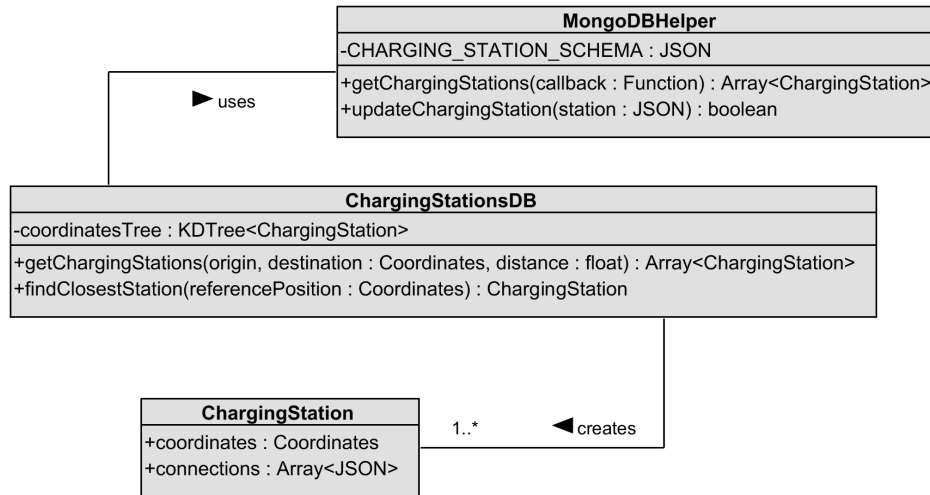 MongoDBHelper
-CHARGING_STATION_SCHEMA : JSON
+getChargingStations(callback : Function) : Array<ChargingStation>
+updateChargingStation(station : JSON) : boolean
uses
ChargingStationsDB
-coordinatesTree : KDTree<ChargingStation>
+getChargingStations(origin, destination : Coordinates, distance : float) : Array<ChargingStation>
+findClosestStation(referencePosition : Coordinates) : ChargingStation
ChargingStation
+coordinates : Coordinates
+connections : Array<JSON>
1..*
creates